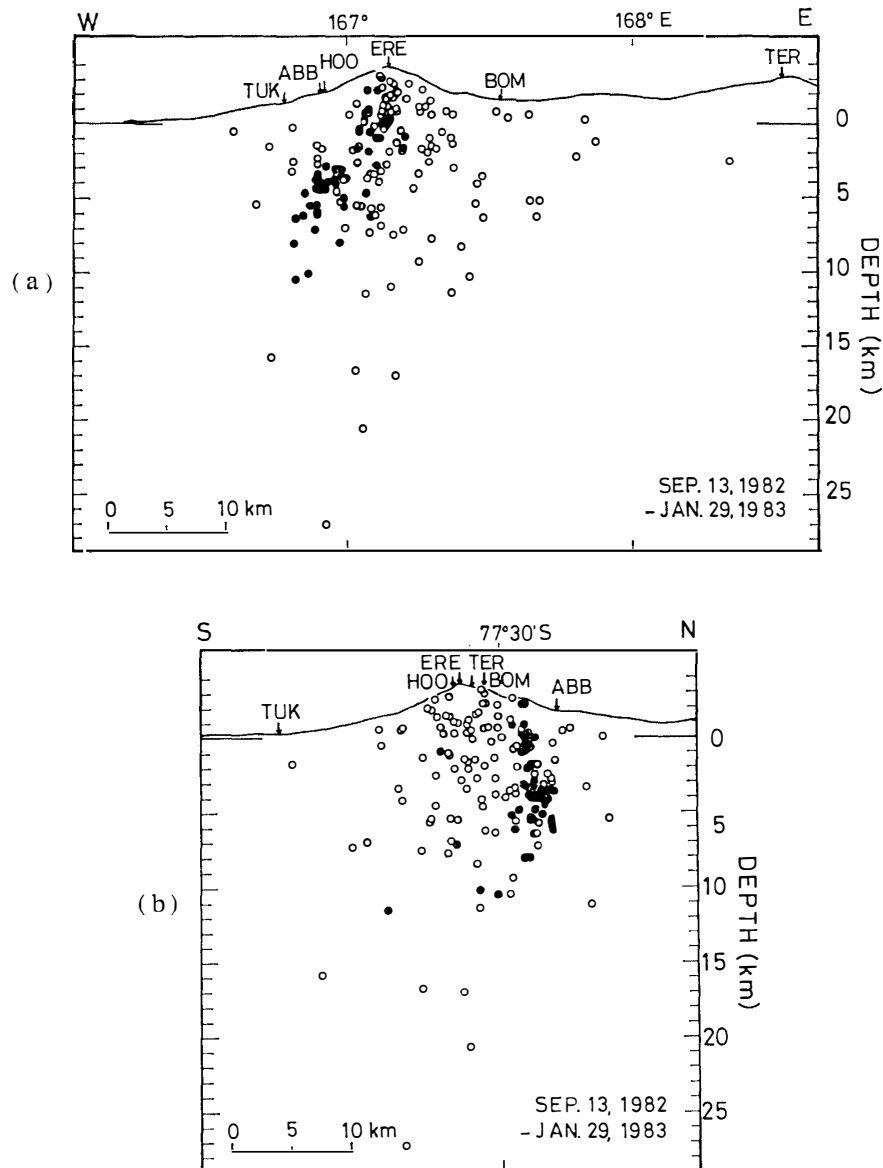 W 167° 168° E E
ERE
HOO
ABB
TUK
BOM
TER
0
5
10
15
20
25
DEPTH (km)
(a)
0 5 10 km
SEP. 13, 1982
– JAN. 29, 1983
S 77°30'S N
ERE TER
HOO BOM
ABB
TUK
0
5
10
15
20
25
DEPTH (km)
(b)
0 5 10 km
SEP. 13, 1982
– JAN. 29, 1983